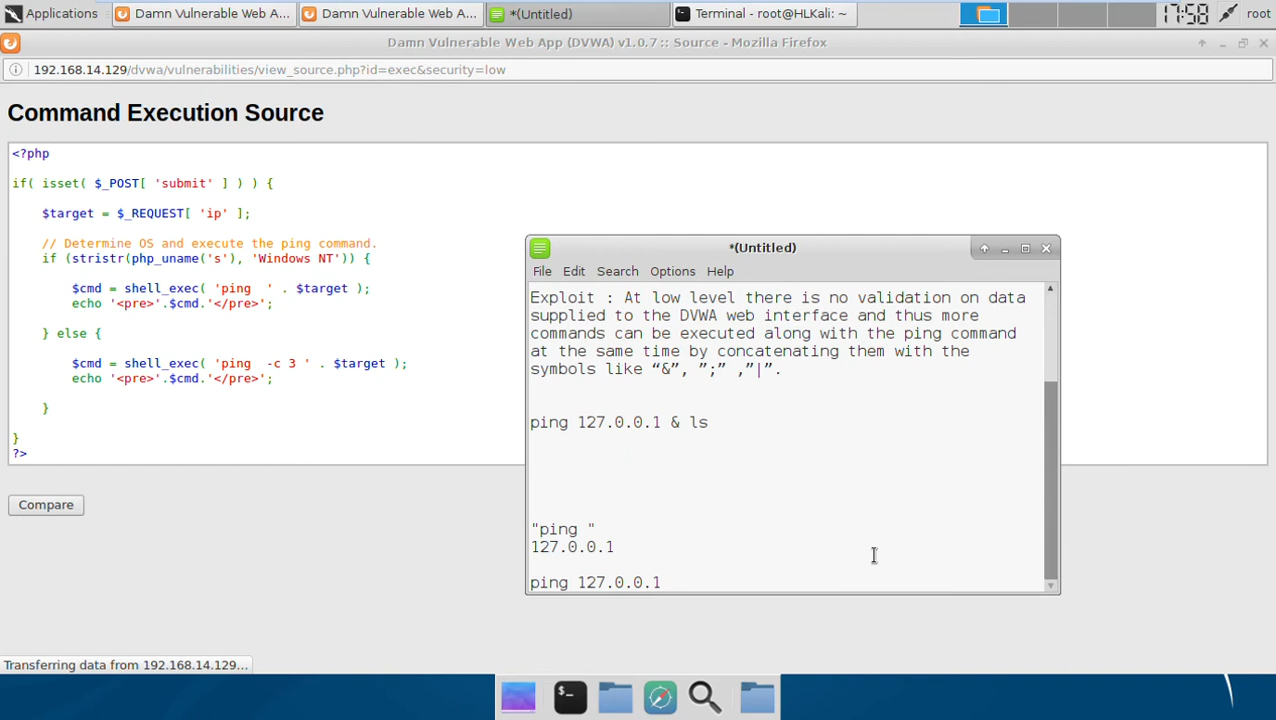 Applications
Damn Vulnerable Web A...
Damn Vulnerable Web A...
*(Untitled)
Terminal - root@HLKali: ~
17:58
root
Damn Vulnerable Web App (DVWA) v1.0.7 :: Source - Mozilla Firefox
192.168.14.129/dvwa/vulnerabilities/view_source.php?id=exec&security=low
Command Execution Source
<?php
if( isset( $_POST[ 'submit' ] ) ) {
$target = $_REQUEST[ 'ip' ];
// Determine OS and execute the ping command.
if (stristr(php_uname('s'), 'Windows NT')) {
$cmd = shell_exec( 'ping  ' . $target );
echo '<pre>'.$cmd.'</pre>';
} else {
$cmd = shell_exec( 'ping  -c 3 ' . $target );
echo '<pre>'.$cmd.'</pre>';
}
}
?>
Compare
*(Untitled)
File Edit Search Options Help
Exploit : At low level there is no validation on data
supplied to the DVWA web interface and thus more
commands can be executed along with the ping command
at the same time by concatenating them with the
symbols like “&”, ”;” ,”|”.
ping 127.0.0.1 & ls
"ping "
127.0.0.1
ping 127.0.0.1
Transferring data from 192.168.14.129...